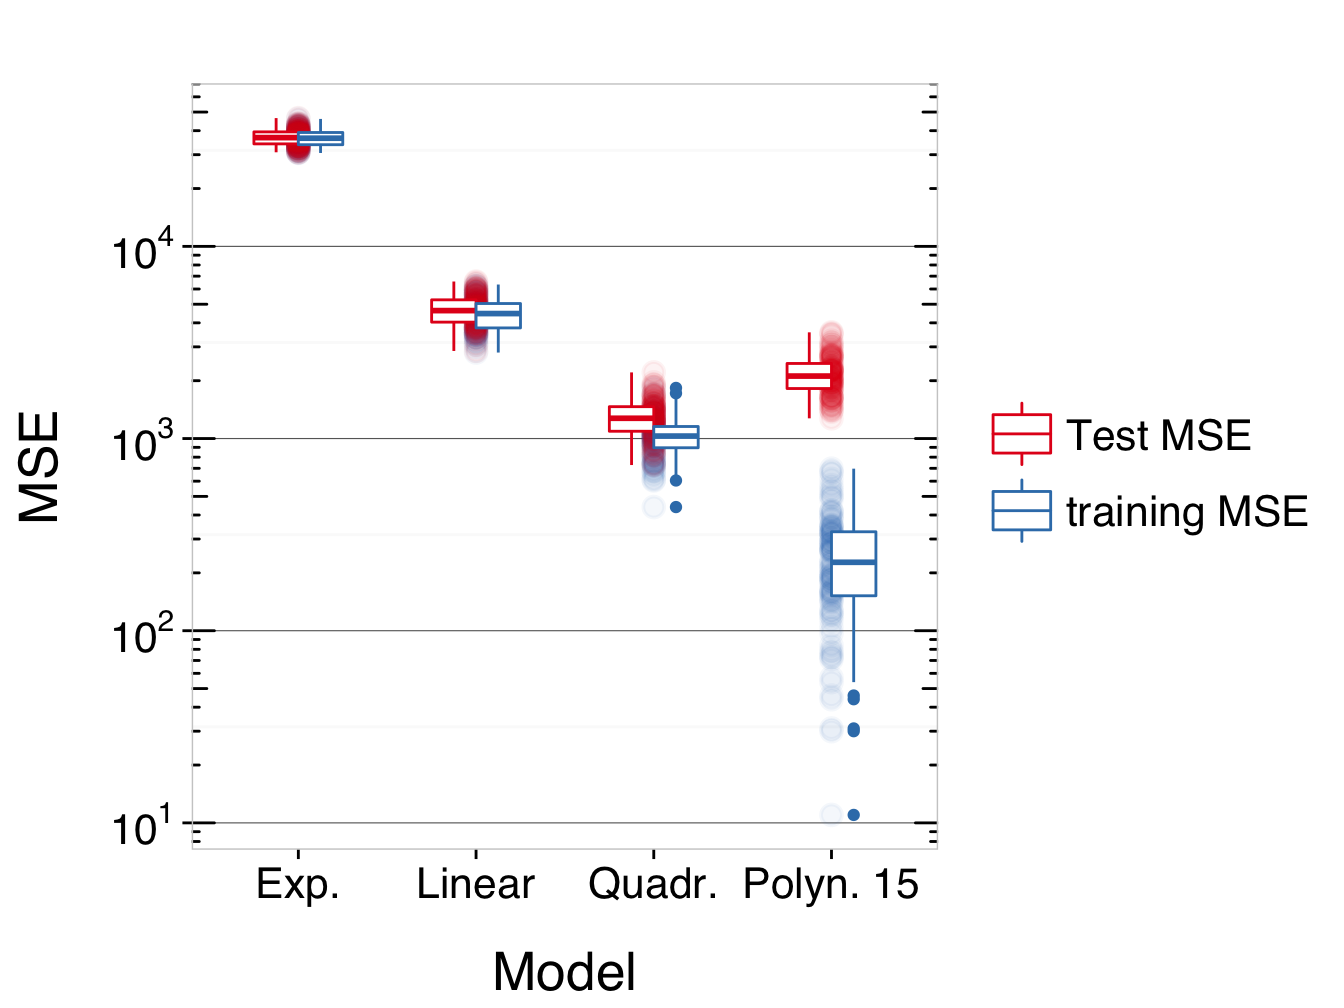 MSE
10^4
10^3
10^2
10^1
Exp. Linear Quadr. Polyn. 15
Model
Test MSE
training MSE